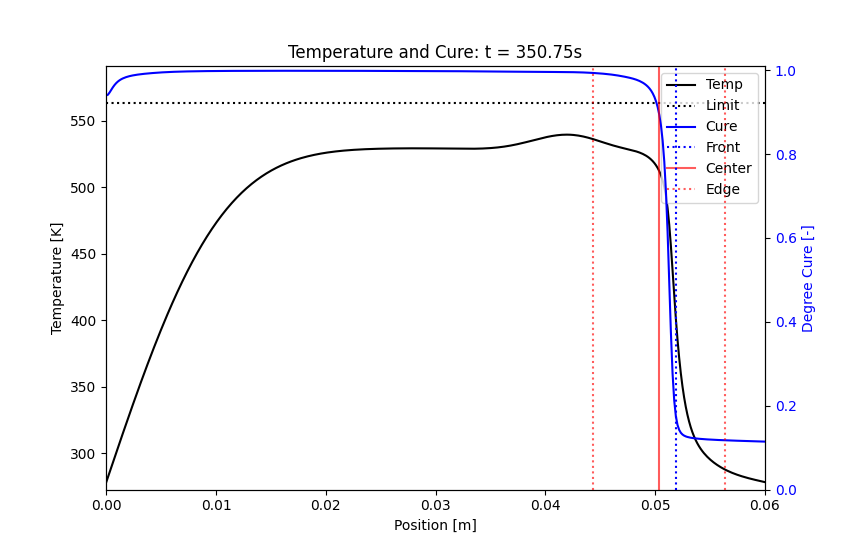 Temperature and Cure: t = 350.75s
Temperature [K]
550
500
450
400
350
300
Temp
Limit
Cure
Front
Center
Edge
1.0
0.8
0.6
0.4
0.2
0.0
Degree Cure [-]
0.00 0.01 0.02 0.03 0.04 0.05 0.06
Position [m]